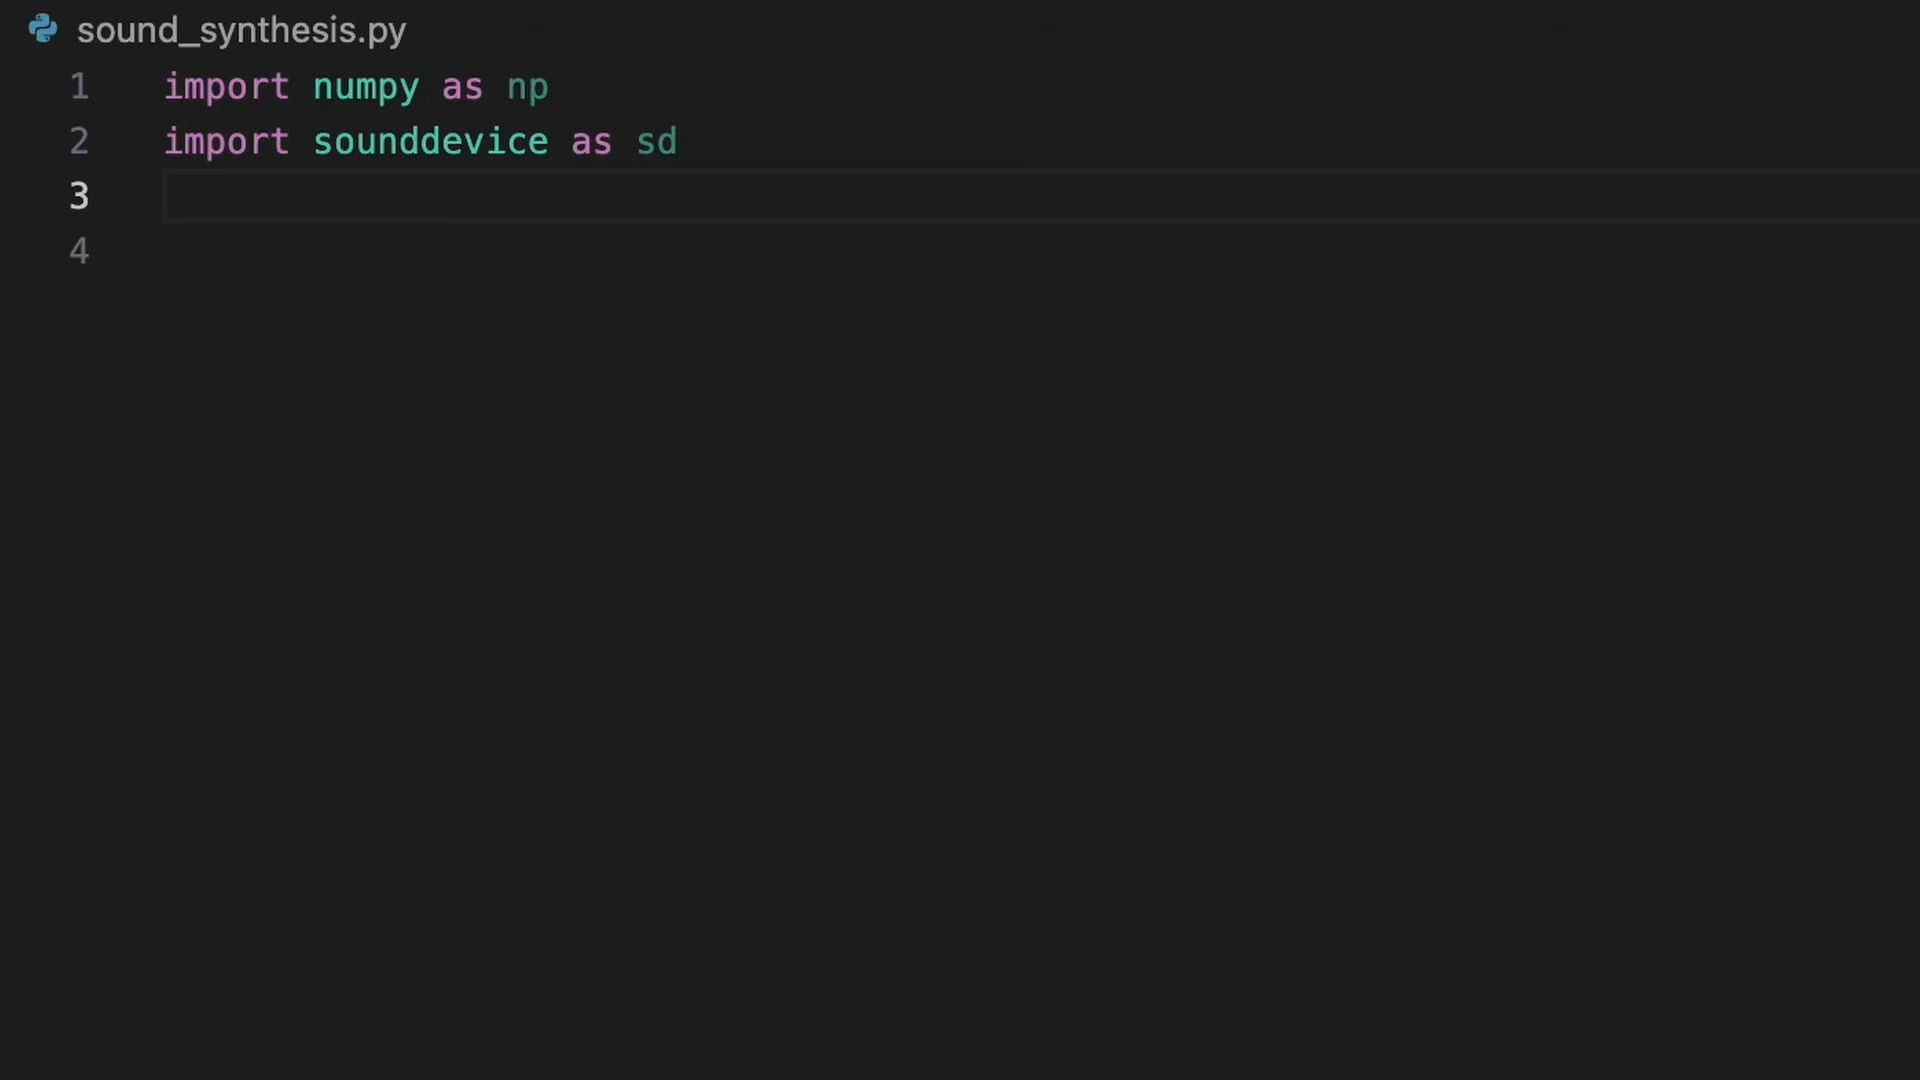 sound_synthesis.py
1 import numpy as np
2 import sounddevice as sd
3
4